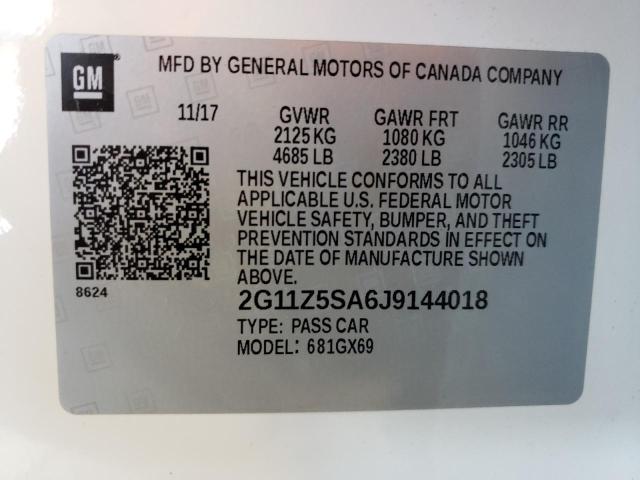 GM
MFD BY GENERAL MOTORS OF CANADA COMPANY
11/17 GVWR GAWR FRT GAWR RR
2125 KG 1080 KG 1046 KG
4685 LB 2380 LB 2305 LB
THIS VEHICLE CONFORMS TO ALL
APPLICABLE U.S. FEDERAL MOTOR
VEHICLE SAFETY, BUMPER, AND THEFT
PREVENTION STANDARDS IN EFFECT ON
THE DATE OF MANUFACTURE SHOWN
ABOVE.
8624
2G11Z5SA6J9144018
TYPE: PASS CAR
MODEL: 681GX69